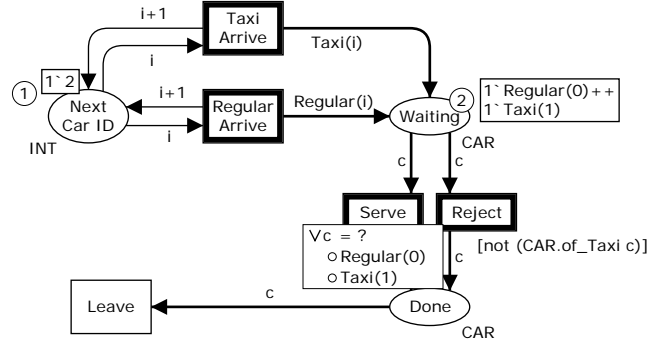 i+1
Taxi
Arrive
i
Taxi(i)
1
1`2
Next
Car ID
INT
i+1
i
Regular
Arrive
Regular(i)
Waiting
2
1`Regular(0)++
1`Taxi(1)
CAR
c
c
Serve
Reject
[not (CAR.of_Taxi c)]
∀c = ?
Regular(0)
Taxi(1)
c
Leave
c
Done
CAR